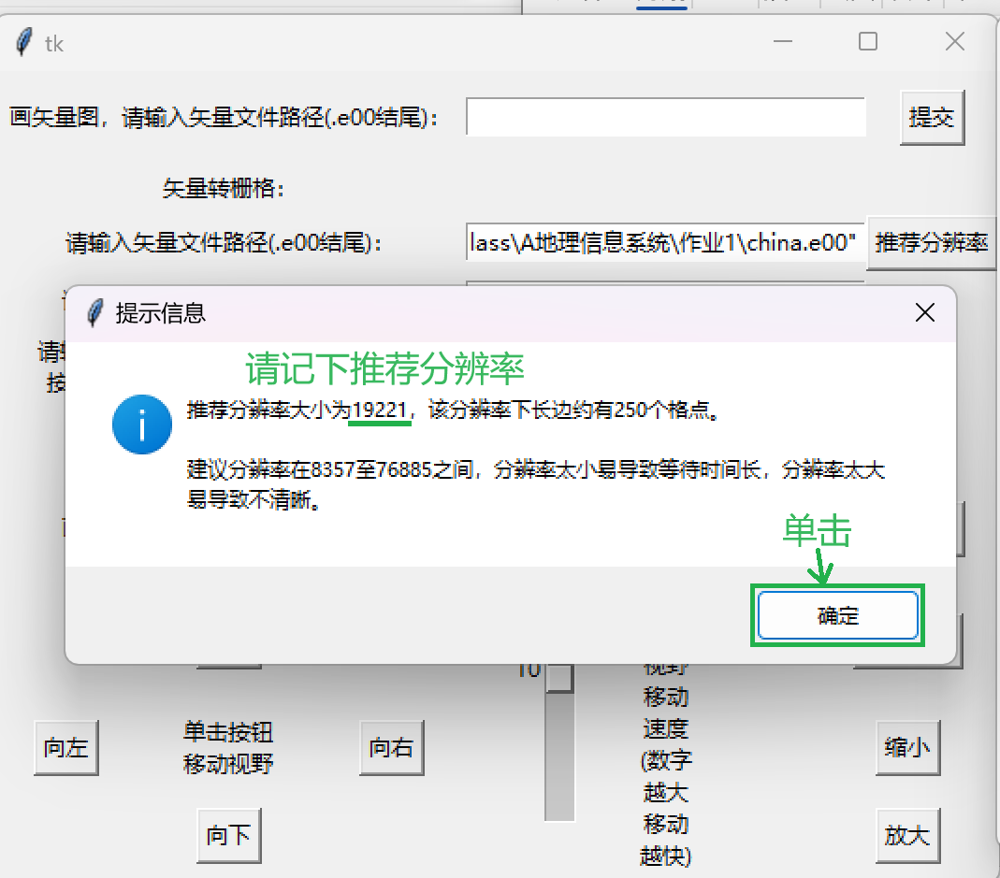 tk
画矢量图，请输入矢量文件路径(.e00结尾)：
提交
矢量转栅格：
请输入矢量文件路径(.e00结尾)：
lass\A地理信息系统\作业1\china.e00"
推荐分辨率
提示信息
请记下推荐分辨率
推荐分辨率大小为19221，该分辨率下长边约有250个格点。
建议分辨率在8357至76885之间，分辨率太小易导致等待时间长，分辨率太大
易导致不清晰。
单击
确定
10
视野
移动
速度
(数字
越大
移动
越快)
向左
单击按钮
移动视野
向右
缩小
向下
放大